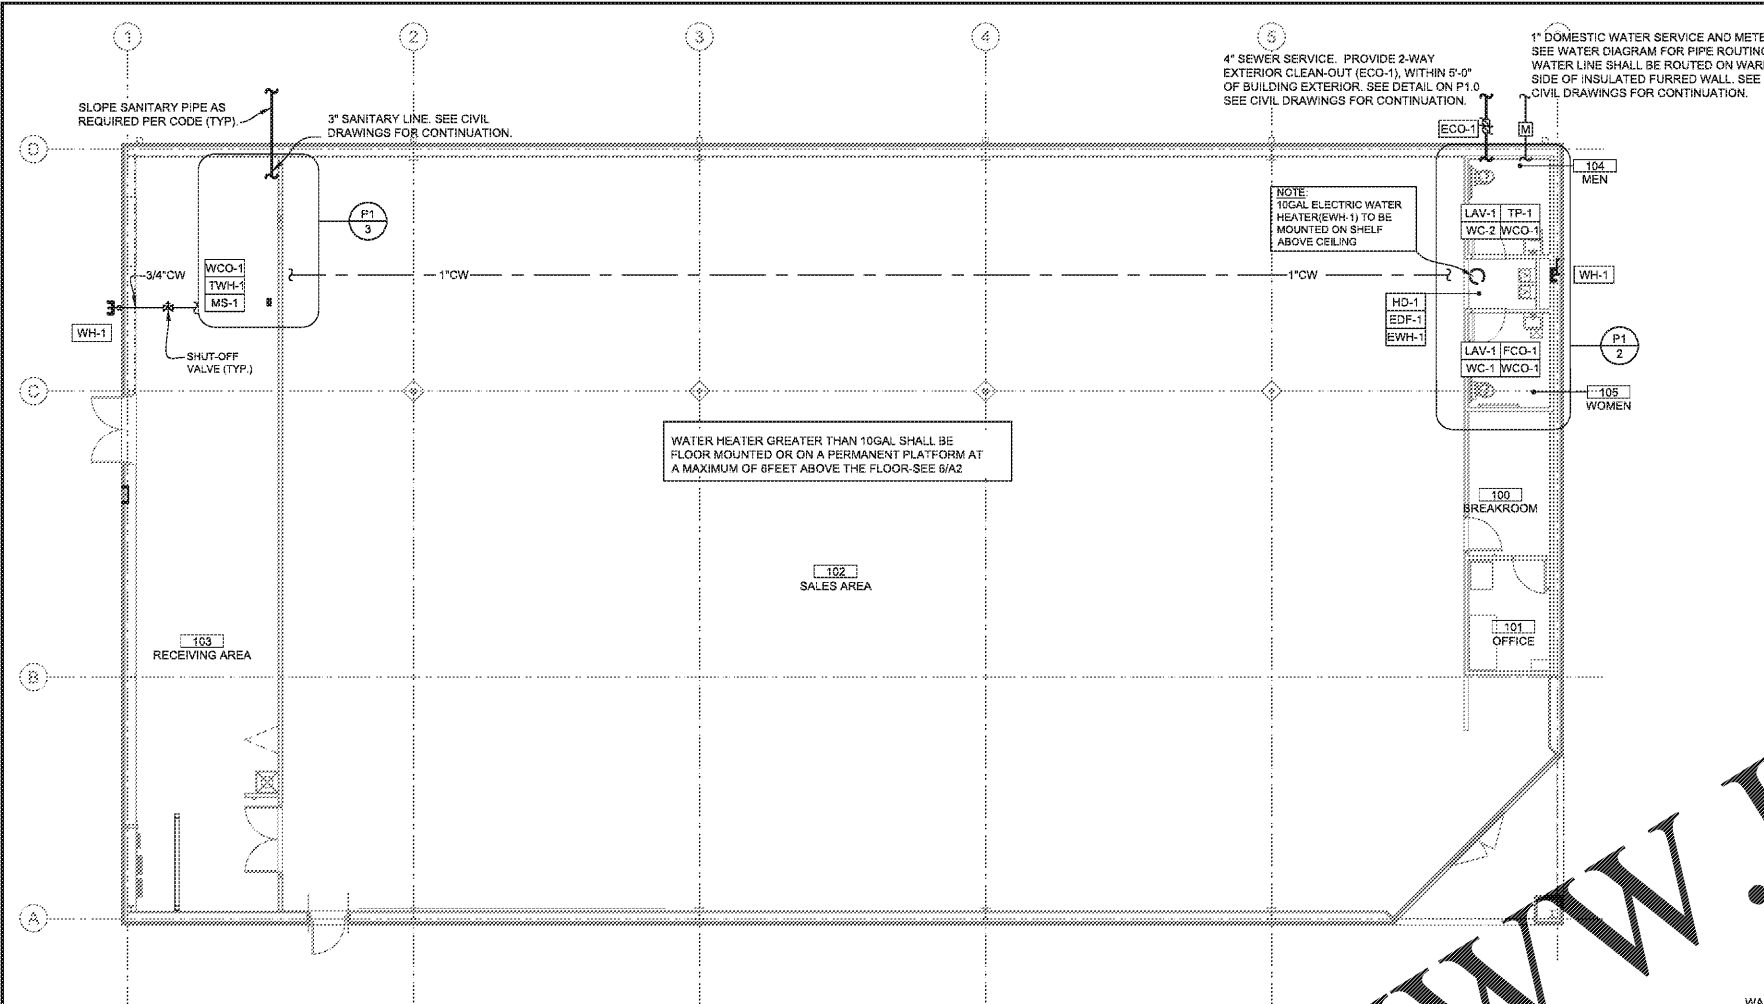 1
2
3
4
5
1" DOMESTIC WATER SERVICE AND METE
SEE WATER DIAGRAM FOR PIPE ROUTING
WATER LINE SHALL BE ROUTED ON WAR
SIDE OF INSULATED FURRED WALL. SEE
CIVIL DRAWINGS FOR CONTINUATION.
4" SEWER SERVICE. PROVIDE 2-WAY
EXTERIOR CLEAN-OUT (ECO-1), WITHIN 5'-0"
OF BUILDING EXTERIOR. SEE DETAIL ON P1.0
SEE CIVIL DRAWINGS FOR CONTINUATION.
SLOPE SANITARY PIPE AS
REQUIRED PER CODE (TYP).
3" SANITARY LINE. SEE CIVIL
DRAWINGS FOR CONTINUATION.
ECO-1
M
D
104
MEN
NOTE:
10GAL ELECTRIC WATER
HEATER(EWH-1) TO BE
MOUNTED ON SHELF
ABOVE CEILING
P1
3
LAV-1 TP-1
WC-2 WCO-1
3/4"CW
WCO-1
TWH-1
MS-1
1"CW
1"CW
WH-1
HD-1
EDF-1
EWH-1
WH-1
SHUT-OFF
VALVE (TYP.)
P1
2
LAV-1 FCO-1
WC-1 WCO-1
C
105
WOMEN
WATER HEATER GREATER THAN 10GAL SHALL BE
FLOOR MOUNTED OR ON A PERMANENT PLATFORM AT
A MAXIMUM OF 6FEET ABOVE THE FLOOR-SEE 6/A2
100
BREAKROOM
102
SALES AREA
101
OFFICE
103
RECEIVING AREA
B
A
WW.